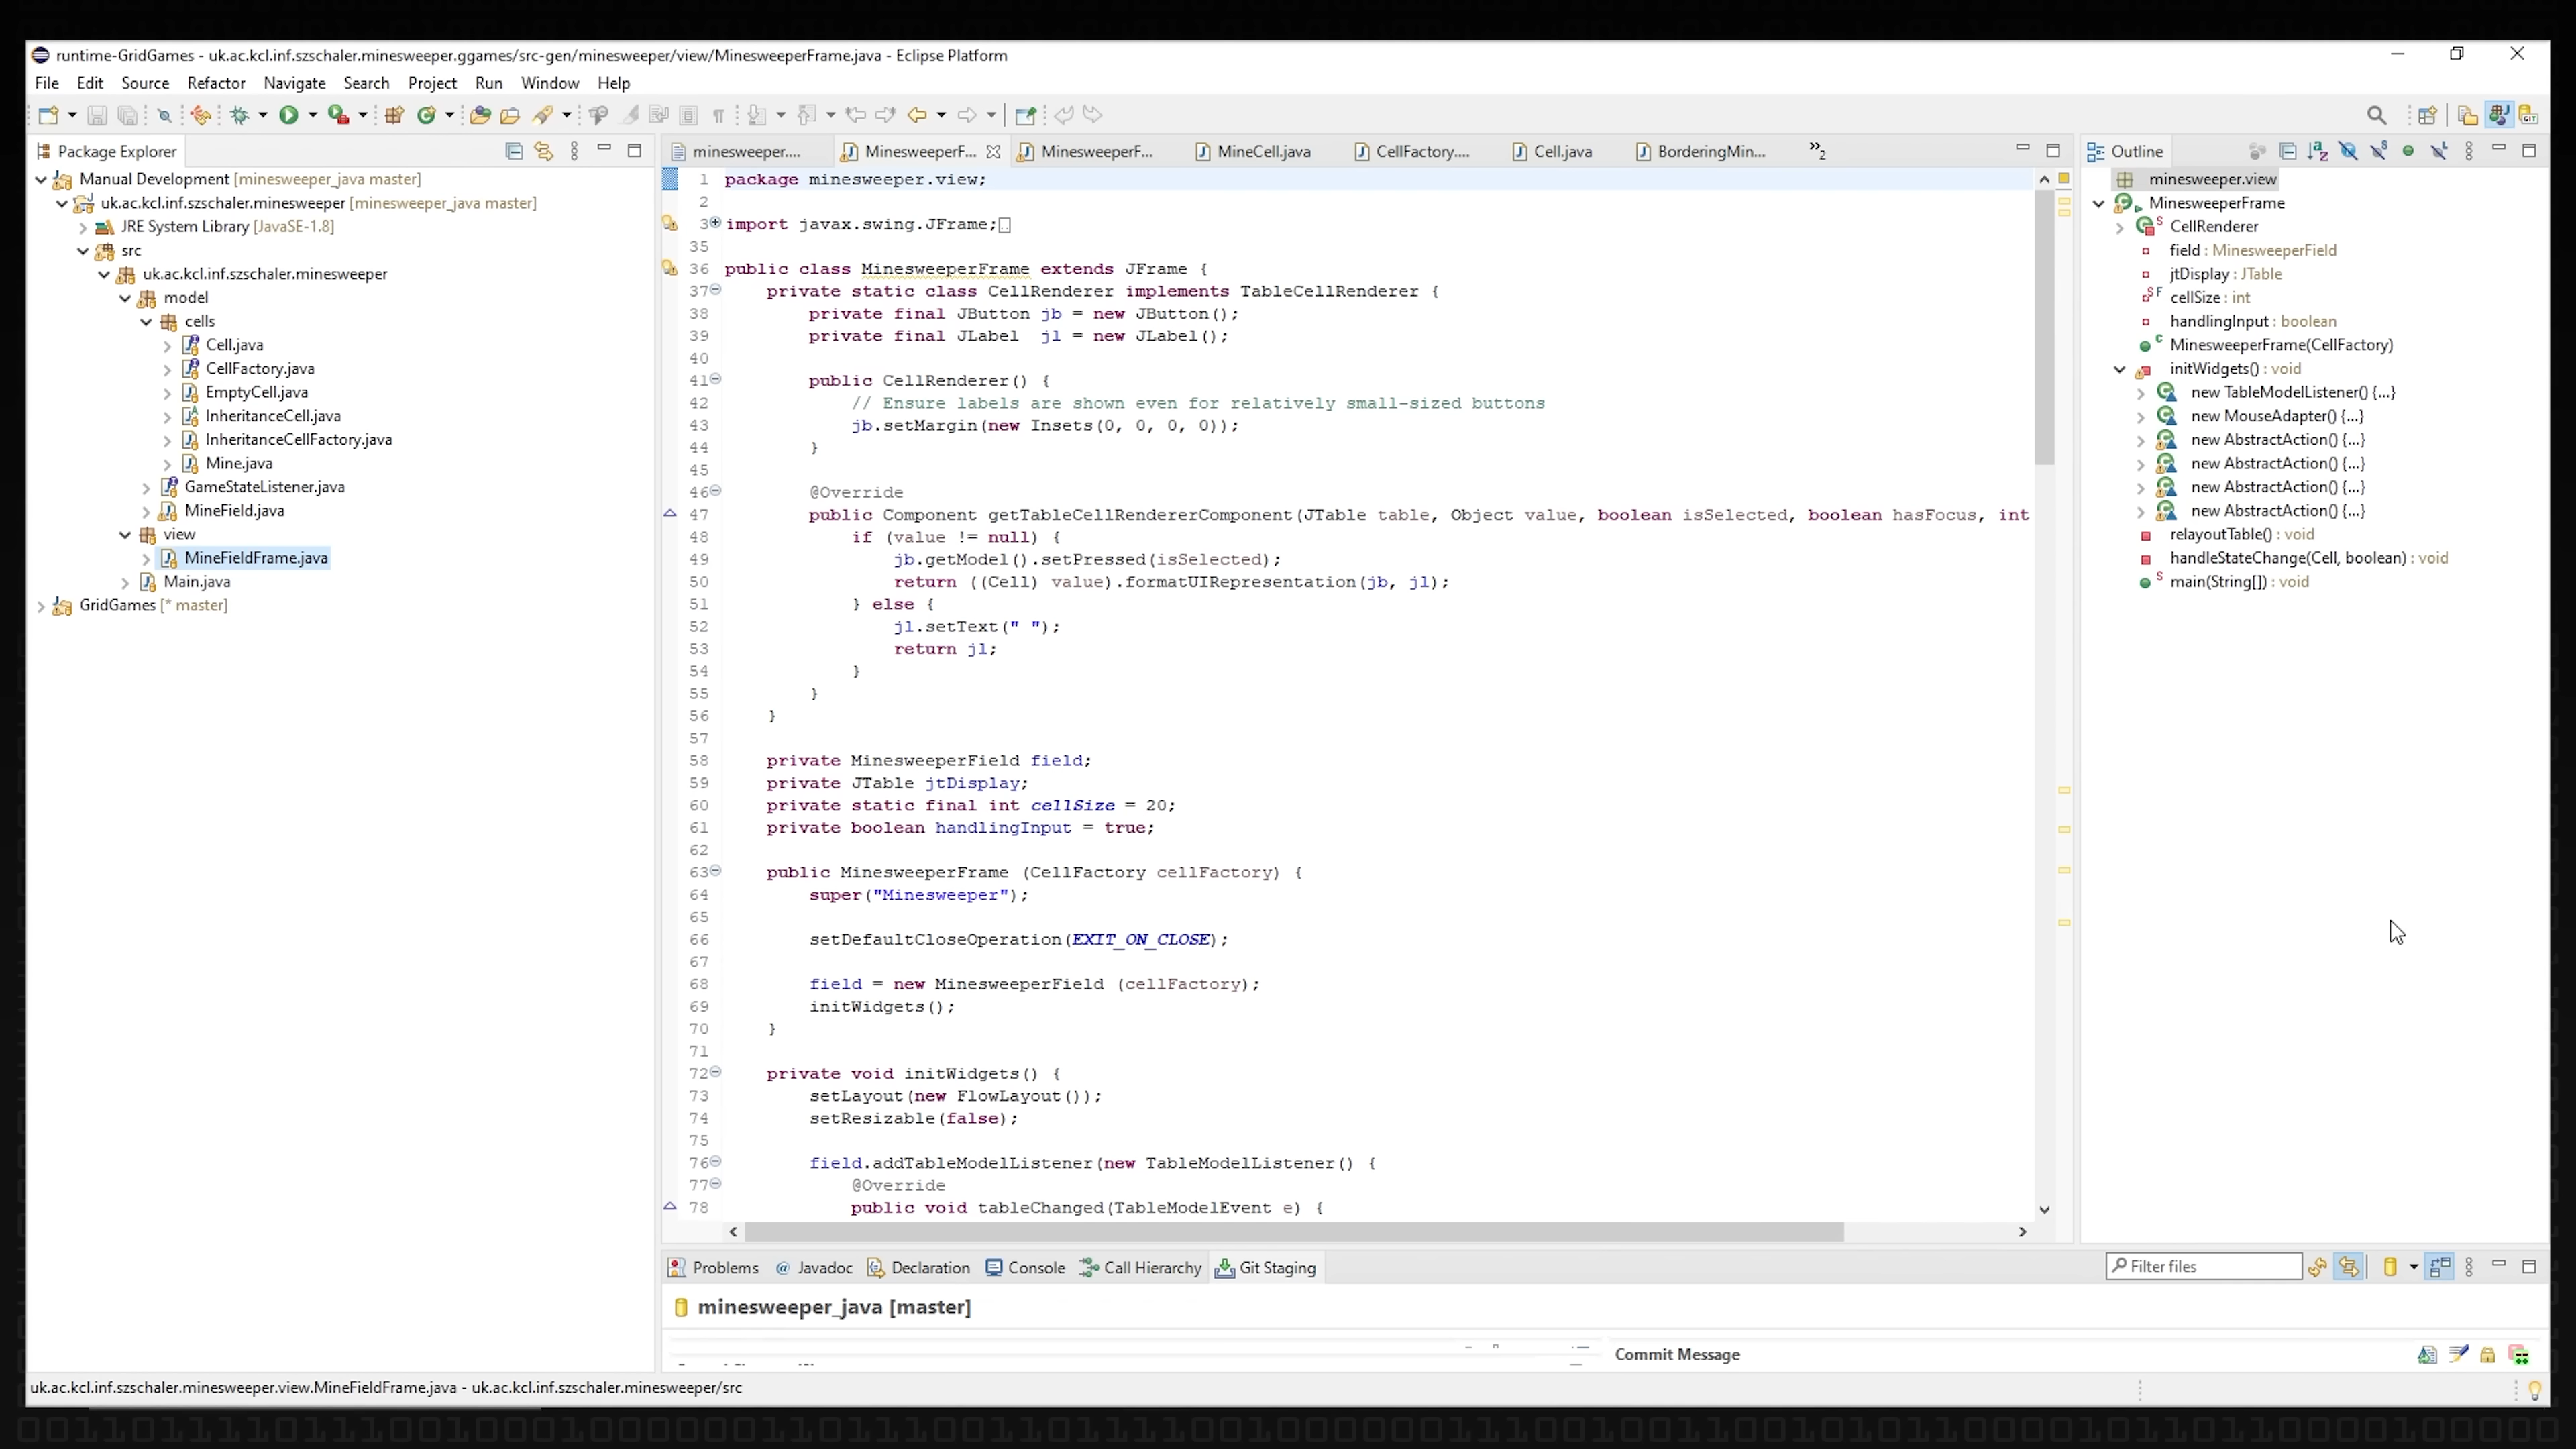 runtime-GridGames - uk.ac.kcl.inf.szschaler.minesweeper.ggames/src-gen/minesweeper/view/MinesweeperFrame.java - Eclipse Platform
File Edit Source Refactor Navigate Search Project Run Window Help
Package Explorer
Manual Development [minesweeper_java master]
uk.ac.kcl.inf.szschaler.minesweeper [minesweeper_java master]
JRE System Library [JavaSE-1.8]
src
uk.ac.kcl.inf.szschaler.minesweeper
model
cells
Cell.java
CellFactory.java
EmptyCell.java
InheritanceCell.java
InheritanceCellFactory.java
Mine.java
GameStateListener.java
MineField.java
view
MineFieldFrame.java
Main.java
GridGames [* master]
minesweeper.... MinesweeperF... MinesweeperF... MineCell.java CellFactory.... Cell.java BorderingMin... »2
1 package minesweeper.view;
2
3 import javax.swing.JFrame;
35
36 public class MinesweeperFrame extends JFrame {
37 private static class CellRenderer implements TableCellRenderer {
38 private final JButton jb = new JButton();
39 private final JLabel  jl = new JLabel();
40
41 public CellRenderer() {
42 // Ensure labels are shown even for relatively small-sized buttons
43 jb.setMargin(new Insets(0, 0, 0, 0));
44 }
45
46 @Override
47 public Component getTableCellRendererComponent(JTable table, Object value, boolean isSelected, boolean hasFocus, int
48 if (value != null) {
49 jb.getModel().setPressed(isSelected);
50 return ((Cell) value).formatUIRepresentation(jb, jl);
51 } else {
52 jl.setText(" ");
53 return jl;
54 }
55 }
56 }
57
58 private MinesweeperField field;
59 private JTable jtDisplay;
60 private static final int cellSize = 20;
61 private boolean handlingInput = true;
62
63 public MinesweeperFrame (CellFactory cellFactory) {
64 super("Minesweeper");
65
66 setDefaultCloseOperation(EXIT_ON_CLOSE);
67
68 field = new MinesweeperField (cellFactory);
69 initWidgets();
70 }
71
72 private void initWidgets() {
73 setLayout(new FlowLayout());
74 setResizable(false);
75
76 field.addTableModelListener(new TableModelListener() {
77 @Override
78 public void tableChanged(TableModelEvent e) {
Outline
minesweeper.view
MinesweeperFrame
CellRenderer
field : MinesweeperField
jtDisplay : JTable
cellSize : int
handlingInput : boolean
MinesweeperFrame(CellFactory)
initWidgets() : void
new TableModelListener() {...}
new MouseAdapter() {...}
new AbstractAction() {...}
new AbstractAction() {...}
new AbstractAction() {...}
new AbstractAction() {...}
relayoutTable() : void
handleStateChange(Cell, boolean) : void
main(String[]) : void
Problems @ Javadoc Declaration Console Call Hierarchy Git Staging
Filter files
minesweeper_java [master]
Commit Message
uk.ac.kcl.inf.szschaler.minesweeper.view.MineFieldFrame.java - uk.ac.kcl.inf.szschaler.minesweeper/src